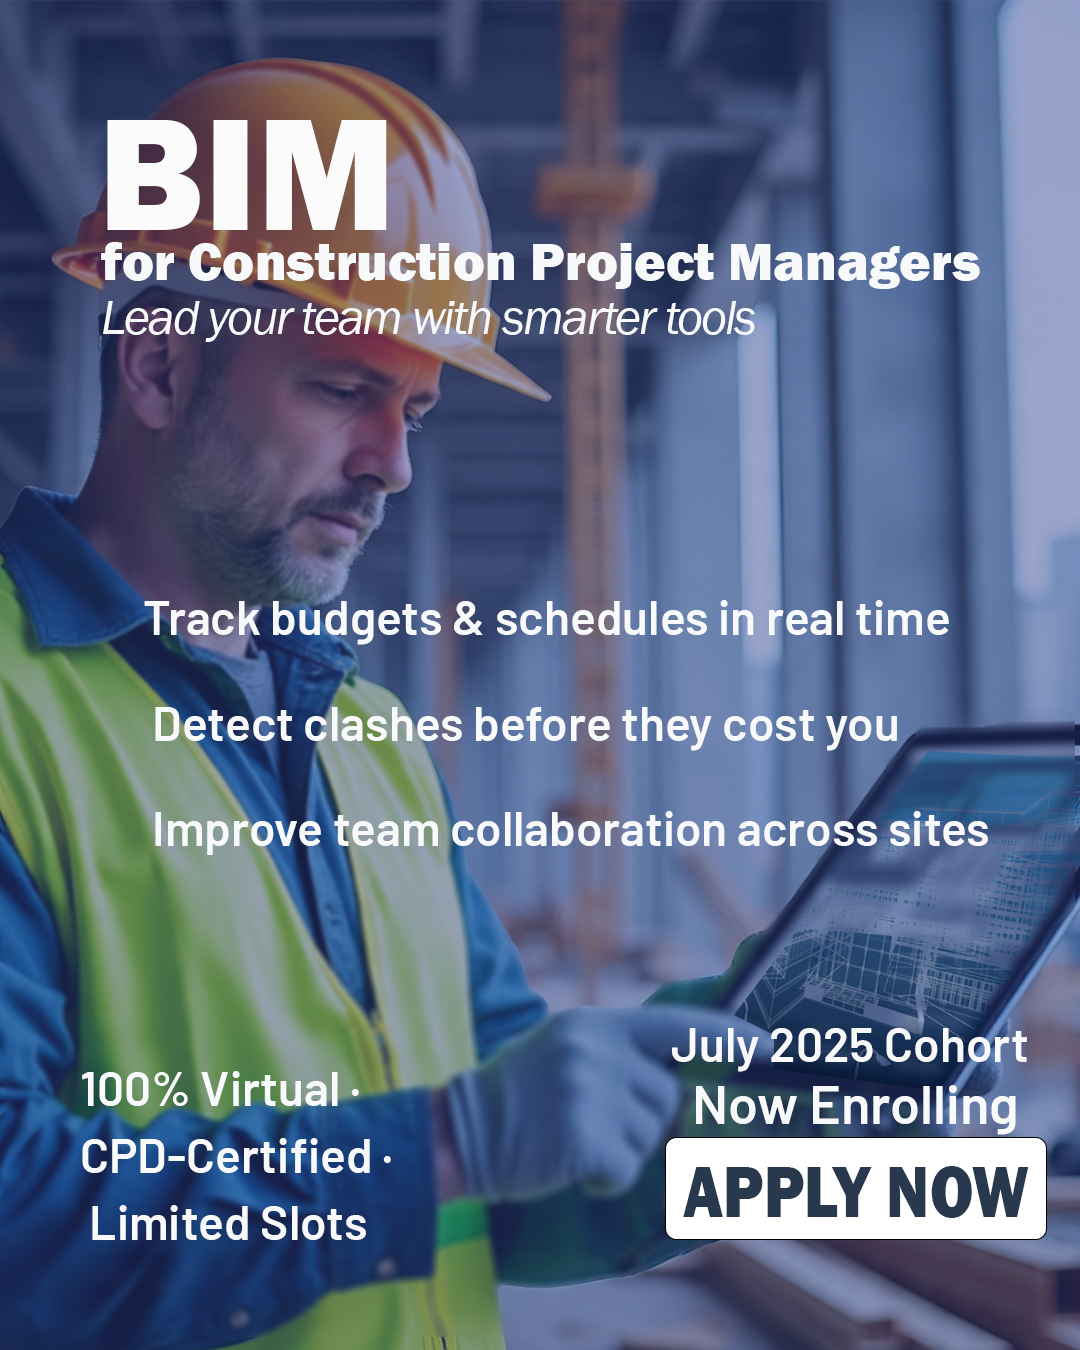 BIM
for Construction Project Managers
Lead your team with smarter tools
Track budgets & schedules in real time
Detect clashes before they cost you
Improve team collaboration across sites
100% Virtual ·
CPD-Certified ·
Limited Slots
July 2025 Cohort
Now Enrolling
APPLY NOW